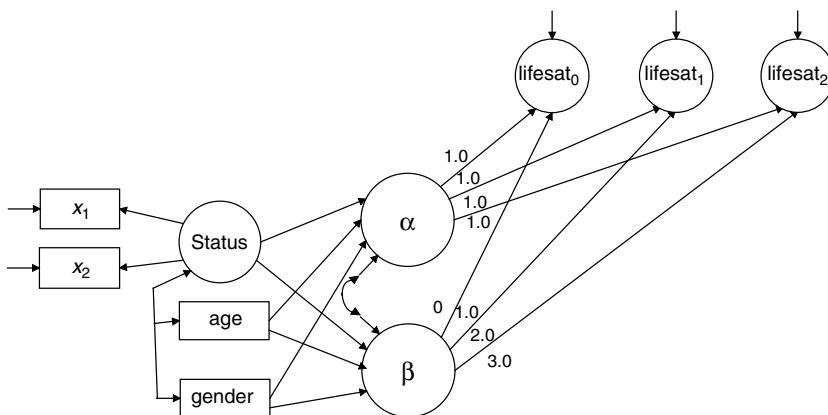 lifesat₀ lifesat₁ lifesat₂
1.0
1.0
1.0
1.0
x₁
α
Status
x₂
0 1.0
age
2.0
3.0
β
gender